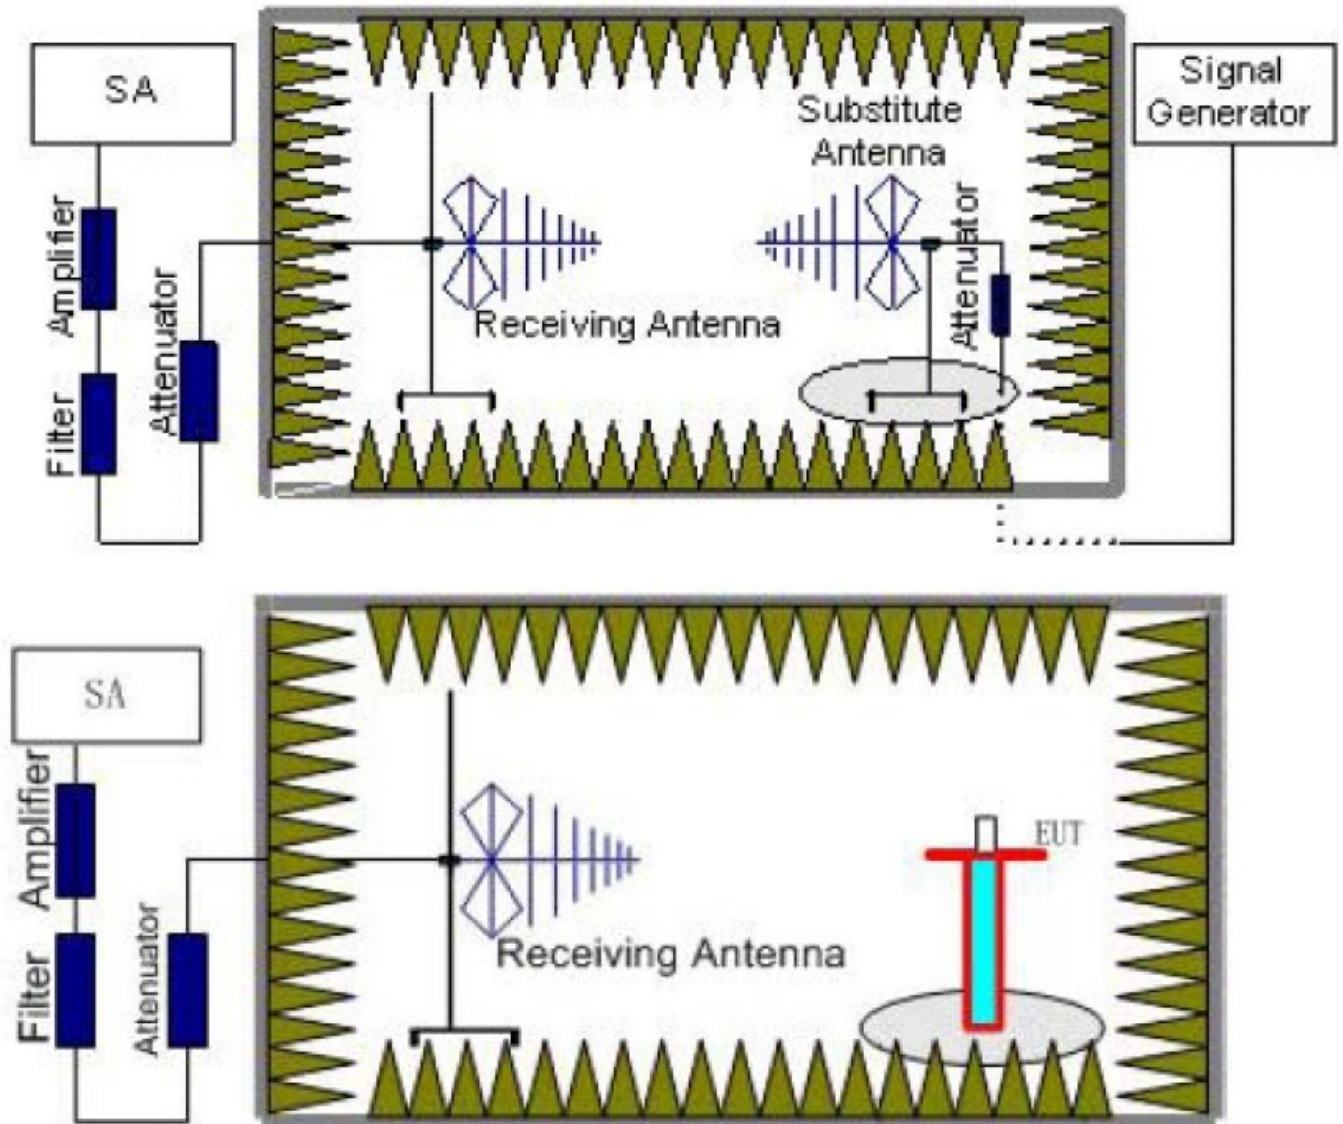 SA
Signal
Generator
Substitute
Antenna
Amplifier
Attenuator
Attenuator
Receiving Antenna
Filter
SA
Amplifier
EUT
Attenuator
Receiving Antenna
Filter